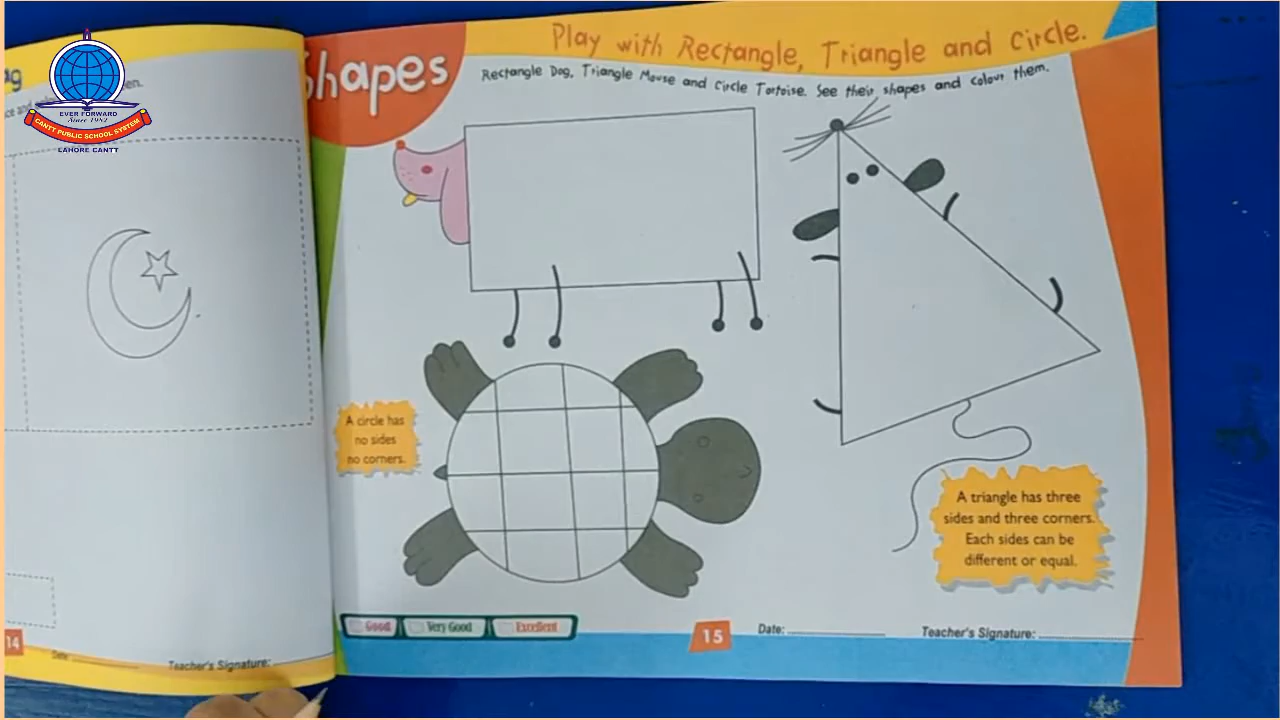 EVER FORWARD
Since 1982
CANTT PUBLIC SCHOOL SYSTEM
LAHORE CANTT
14
Teacher's Signature:
Shapes
Play with Rectangle, Triangle and Circle.
Rectangle Dog, Triangle Mouse and Circle Tortoise. See their shapes and colour them.
A circle has
no sides
no corners.
A triangle has three
sides and three corners.
Each sides can be
different or equal.
Good
Very Good
Excellent
15
Date:
Teacher's Signature: